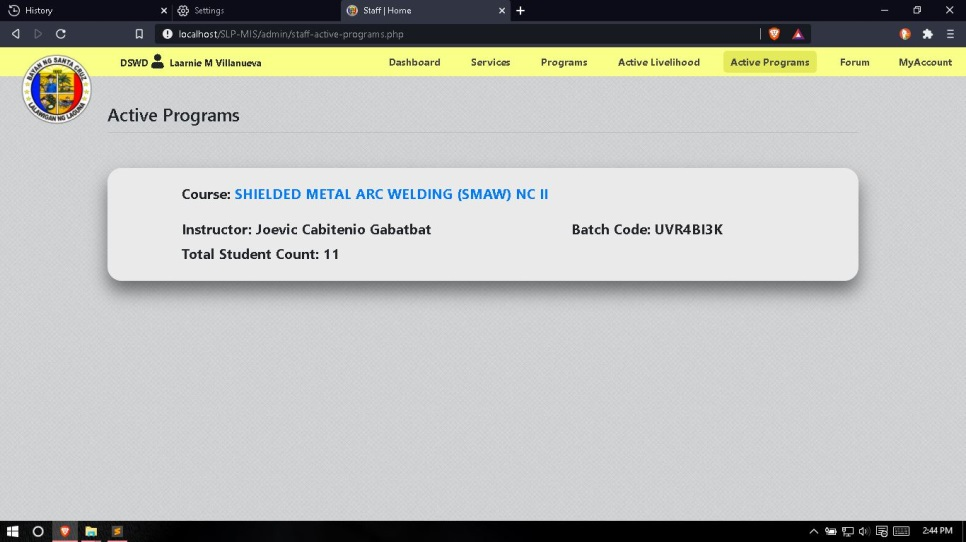 History
Settings
Staff | Home
localhost/SLP-MIS/admin/staff-active-programs.php
BAYAN NG SANTA CRUZ
LALAWIGAN NG LAGUNA
DSWD Laarnie M Villanueva
Dashboard Services Programs Active Livelihood Active Programs Forum MyAccount
Active Programs
Course: SHIELDED METAL ARC WELDING (SMAW) NC II
Instructor: Joevic Cabitenio Gabatbat Batch Code: UVR4BI3K
Total Student Count: 11
2:44 PM